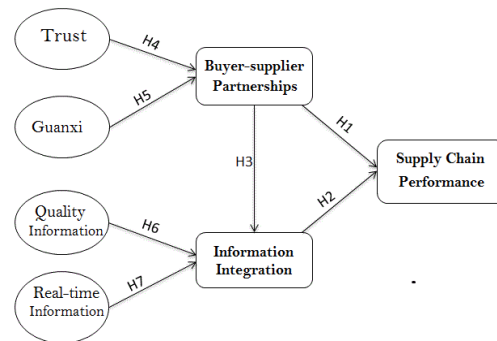 Trust
H4
Buyer-supplier
Partnerships
Guanxi
H5
H1
H3
Supply Chain
Performance
H2
Quality
Information
H6
Information
Integration
H7
Real-time
Information